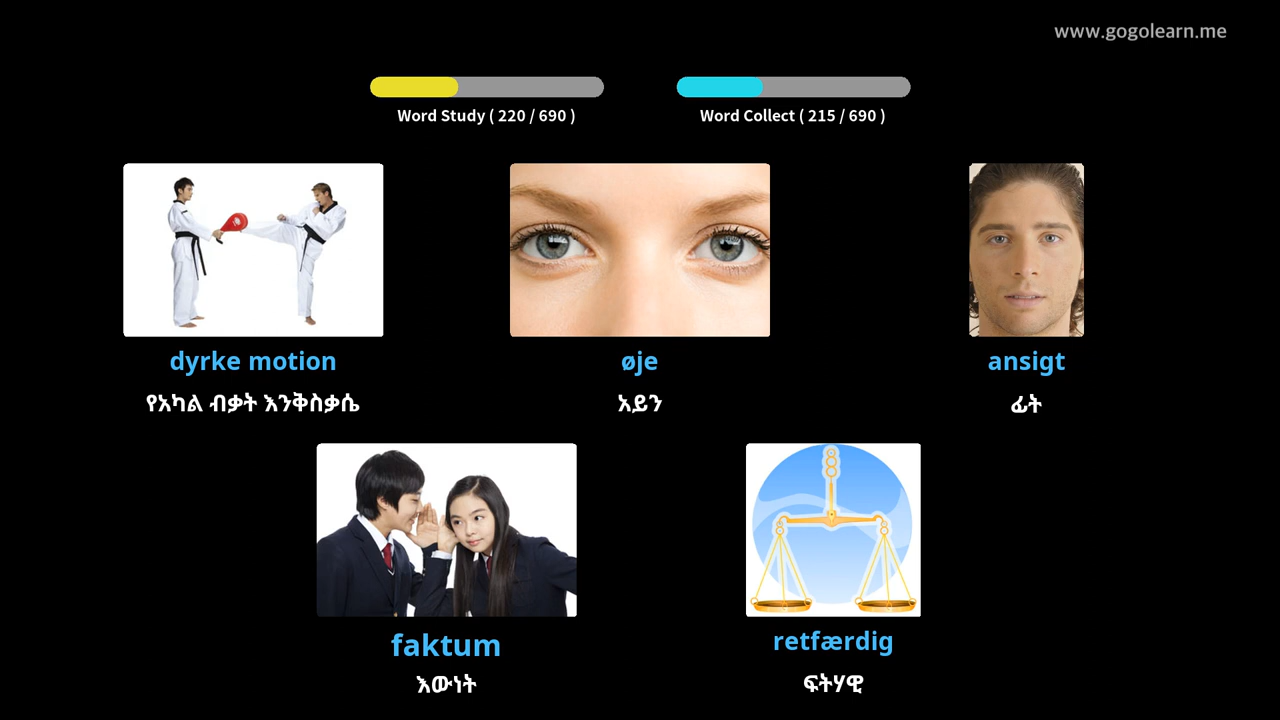 www.gogolearn.me
Word Study ( 220 / 690 )
Word Collect ( 215 / 690 )
dyrke motion
የአካል ብቃት እንቅስቃሴ
øje
አይን
ansigt
ፊት
faktum
እውነት
retfærdig
ፍትሃዊ